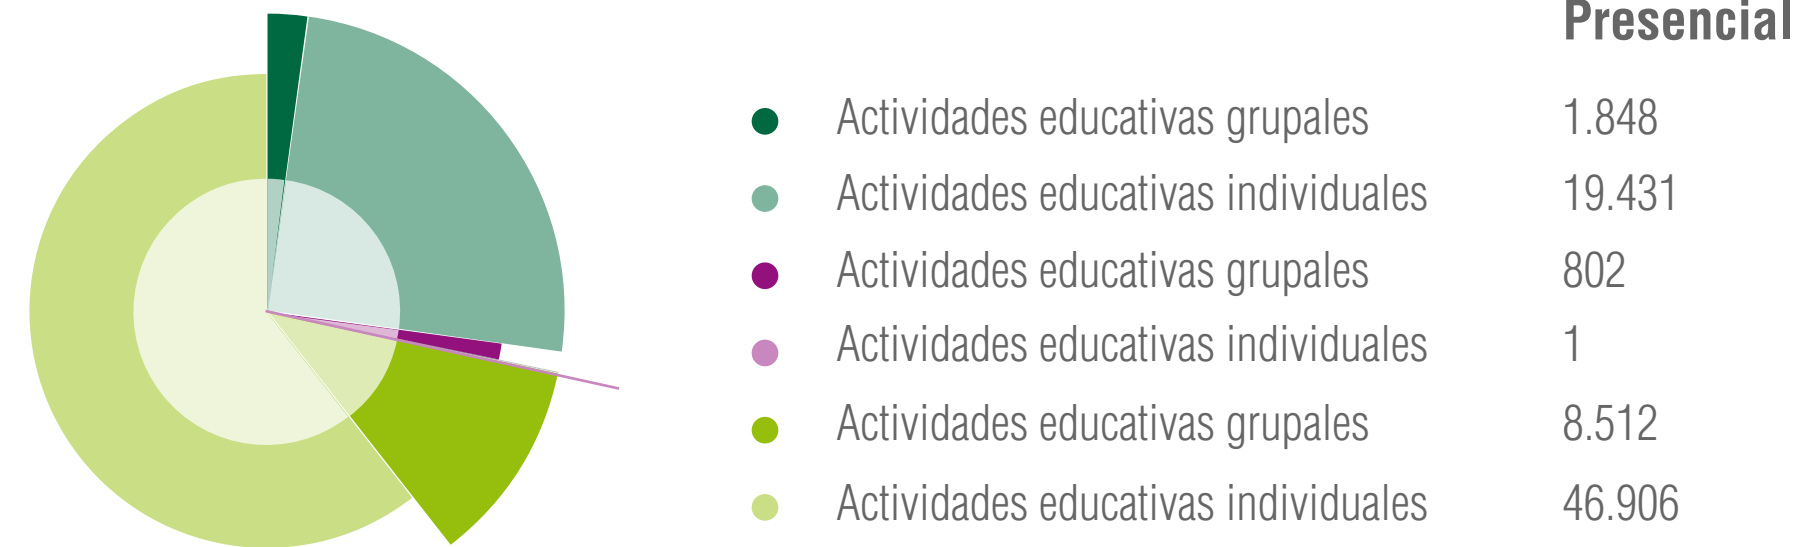 Presencial
Actividades educativas grupales 1.848
Actividades educativas individuales 19.431
Actividades educativas grupales 802
Actividades educativas individuales 1
Actividades educativas grupales 8.512
Actividades educativas individuales 46.906